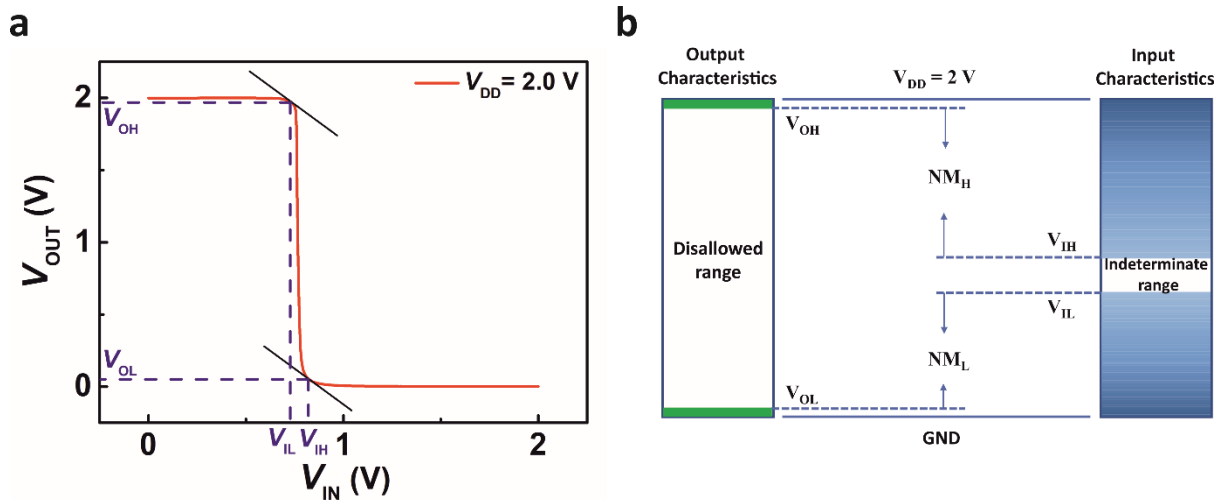 a
V_DD = 2.0 V
2
V_OH
1
V_OUT (V)
V_OL
0
0
V_IL
V_IH
1
2
V_IN (V)
b
Output
Characteristics
V_DD = 2 V
Input
Characteristics
V_OH
NM_H
Disallowed
range
V_IH
Indeterminate
range
V_IL
NM_L
V_OL
GND